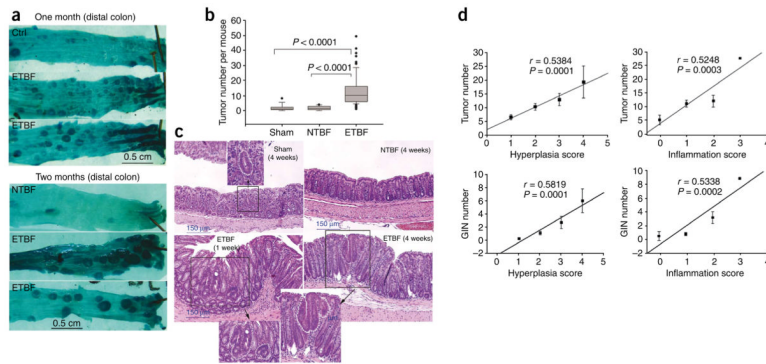 a
One month (distal colon)
Ctrl
ETBF
ETBF
0.5 cm
Two months (distal colon)
NTBF
ETBF
ETBF
0.5 cm
b
Tumor number per mouse
60
50
40
30
20
10
0
P < 0.0001
P < 0.0001
Sham NTBF ETBF
c
Sham
(4 weeks)
150 µm
NTBF (4 weeks)
150 µm
ETBF
(1 week)
150 µm
ETBF (4 weeks)
150 µm
d
Tumor number
30
25
20
15
10
5
0
r = 0.5384
P = 0.0001
0 1 2 3 4 5
Hyperplasia score
Tumor number
30
25
20
15
10
5
0
r = 0.5248
P = 0.0003
0 1 2 3 4
Inflammation score
GIN number
10
8
6
4
2
0
−2
r = 0.5819
P = 0.0001
0 1 2 3 4 5
Hyperplasia score
GIN number
10
8
6
4
2
0
−2
r = 0.5338
P = 0.0002
0 1 2 3 4
Inflammation score